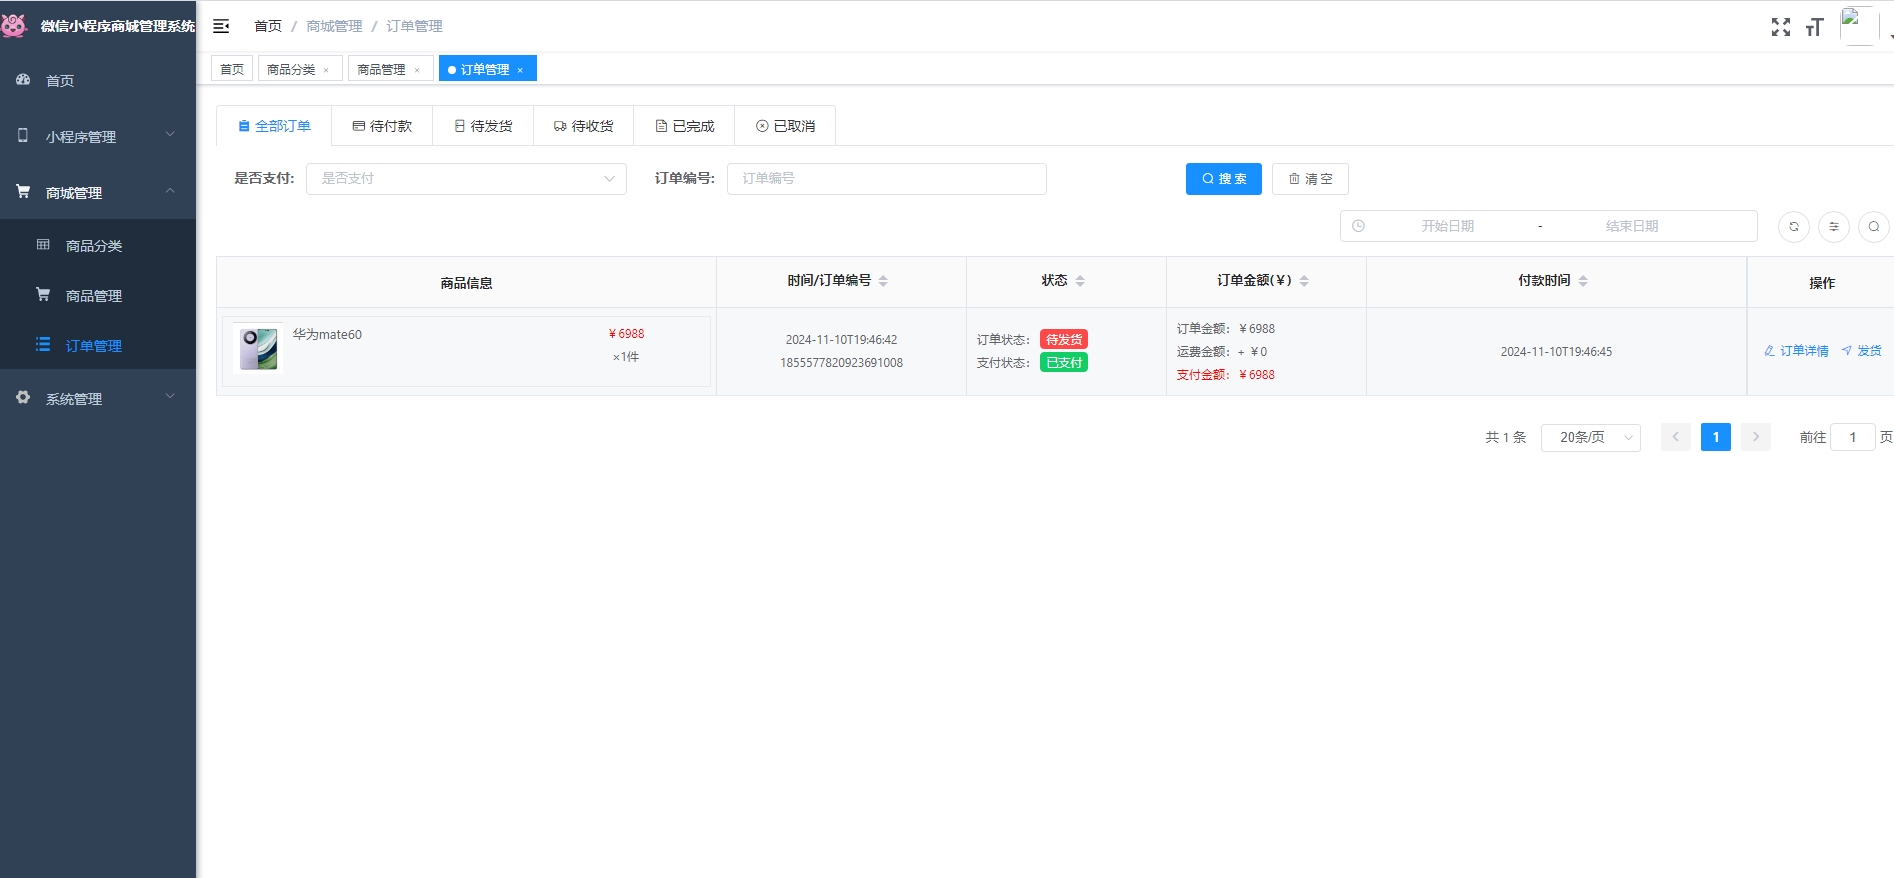 微信小程序商城管理系统
首页 / 商城管理 / 订单管理
首页
商品分类 ×
商品管理 ×
订单管理 ×
首页
小程序管理
商城管理
商品分类
商品管理
订单管理
系统管理
全部订单
待付款
待发货
待收货
已完成
已取消
是否支付:
是否支付
订单编号:
订单编号
搜 索
清 空
开始日期 - 结束日期
商品信息
时间/订单编号
状态
订单金额(￥)
付款时间
操作
华为mate60
￥6988
×1件
2024-11-10T19:46:42
1855577820923691008
订单状态： 待发货
支付状态： 已支付
订单金额：￥6988
运费金额：+ ￥0
支付金额：￥6988
2024-11-10T19:46:45
订单详情
发货
共 1 条
20条/页
1
前往 1 页